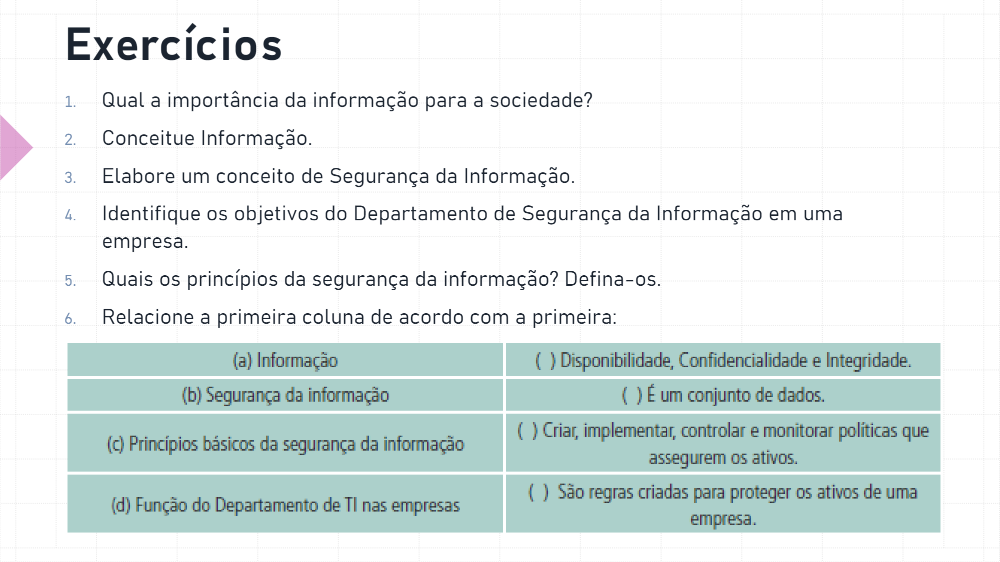 Exercícios
1. Qual a importância da informação para a sociedade?
2. Conceitue Informação.
3. Elabore um conceito de Segurança da Informação.
4. Identifique os objetivos do Departamento de Segurança da Informação em uma
empresa.
5. Quais os princípios da segurança da informação? Defina-os.
6. Relacione a primeira coluna de acordo com a primeira:
(a) Informação
( ) Disponibilidade, Confidencialidade e Integridade.
(b) Segurança da informação
( ) É um conjunto de dados.
(c) Princípios básicos da segurança da informação
( ) Criar, implementar, controlar e monitorar políticas que
assegurem os ativos.
(d) Função do Departamento de TI nas empresas
( ) São regras criadas para proteger os ativos de uma
empresa.